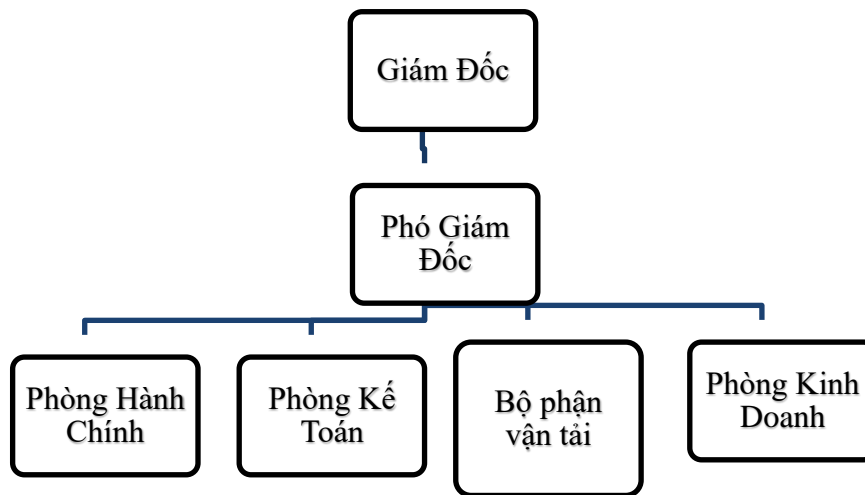 Giám Đốc
Phó Giám
Đốc
Phòng Hành
Chính
Phòng Kế
Toán
Bộ phận
vận tải
Phòng Kinh
Doanh